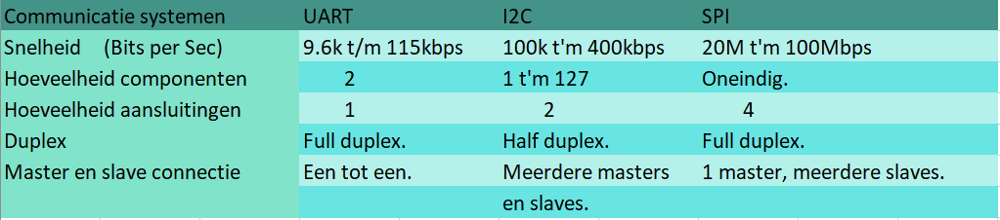 Communicatie systemen UART I2C SPI
Snelheid (Bits per Sec) 9.6k t/m 115kbps 100k t'm 400kbps 20M t'm 100Mbps
Hoeveelheid componenten 2 1 t'm 127 Oneindig.
Hoeveelheid aansluitingen 1 2 4
Duplex Full duplex. Half duplex. Full duplex.
Master en slave connectie Een tot een. Meerdere masters 1 master, meerdere slaves.
en slaves.